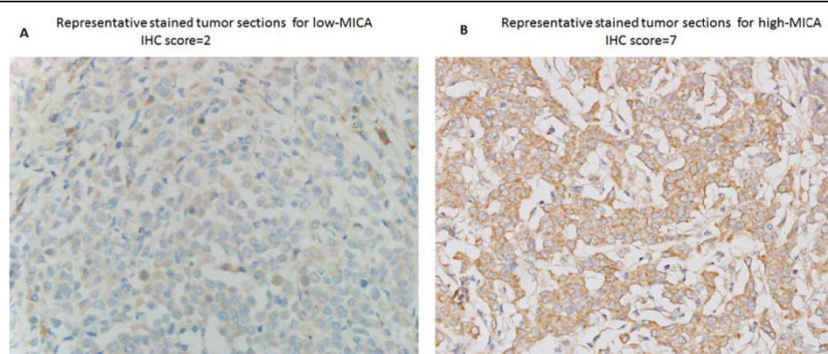 A
Representative stained tumor sections for low-MICA
IHC score=2
B
Representative stained tumor sections for high-MICA
IHC score=7